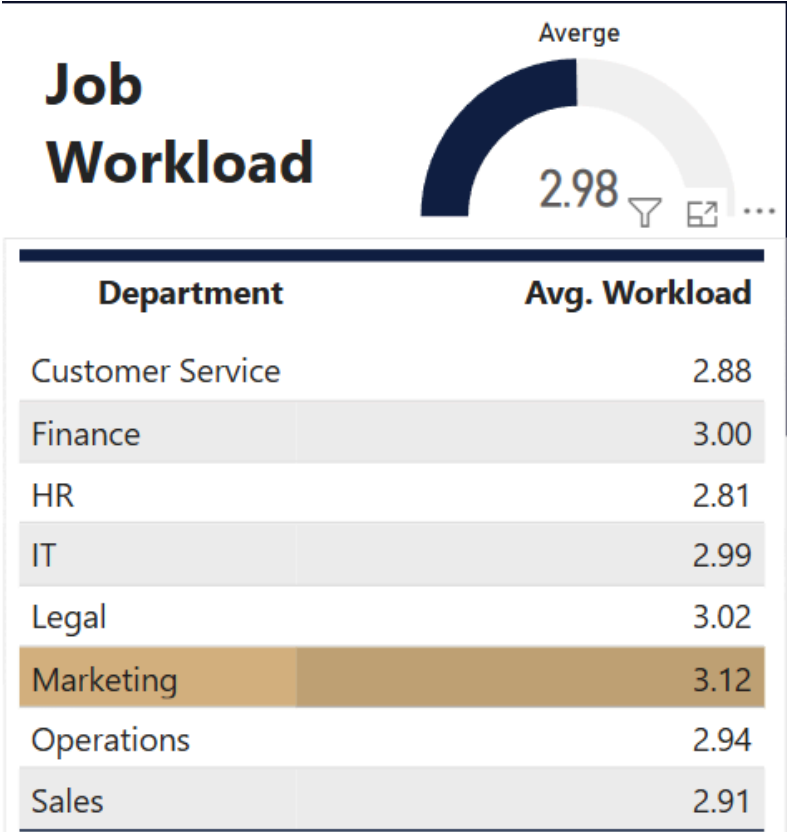 Job
Workload
Averge
2.98
Department Avg. Workload
Customer Service 2.88
Finance 3.00
HR 2.81
IT 2.99
Legal 3.02
Marketing 3.12
Operations 2.94
Sales 2.91